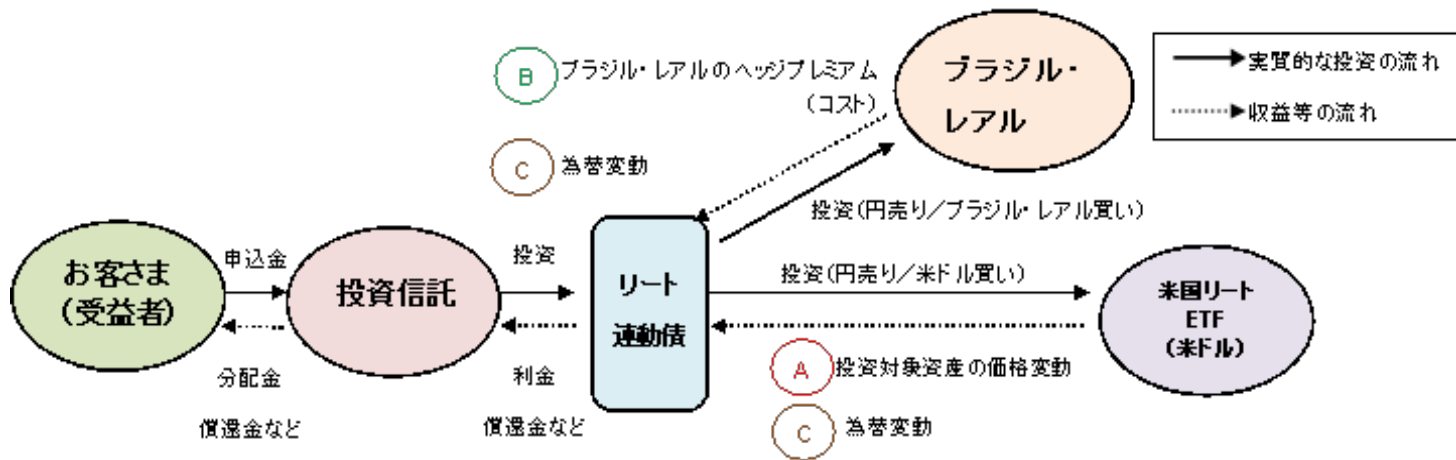 B
ブラジル・レアルのヘッジプレミアム
（コスト）
C
為替変動
ブラジル・
レアル
実質的な投資の流れ
収益等の流れ
投資(円売り／ブラジル・レアル買い)
お客さま
(受益者)
申込金
分配金
償還金など
投資信託
投資
利金
償還金など
リート
連動債
投資(円売り／米ドル買い)
A
投資対象資産の価格変動
C
為替変動
米国リート
ETF
(米ドル)